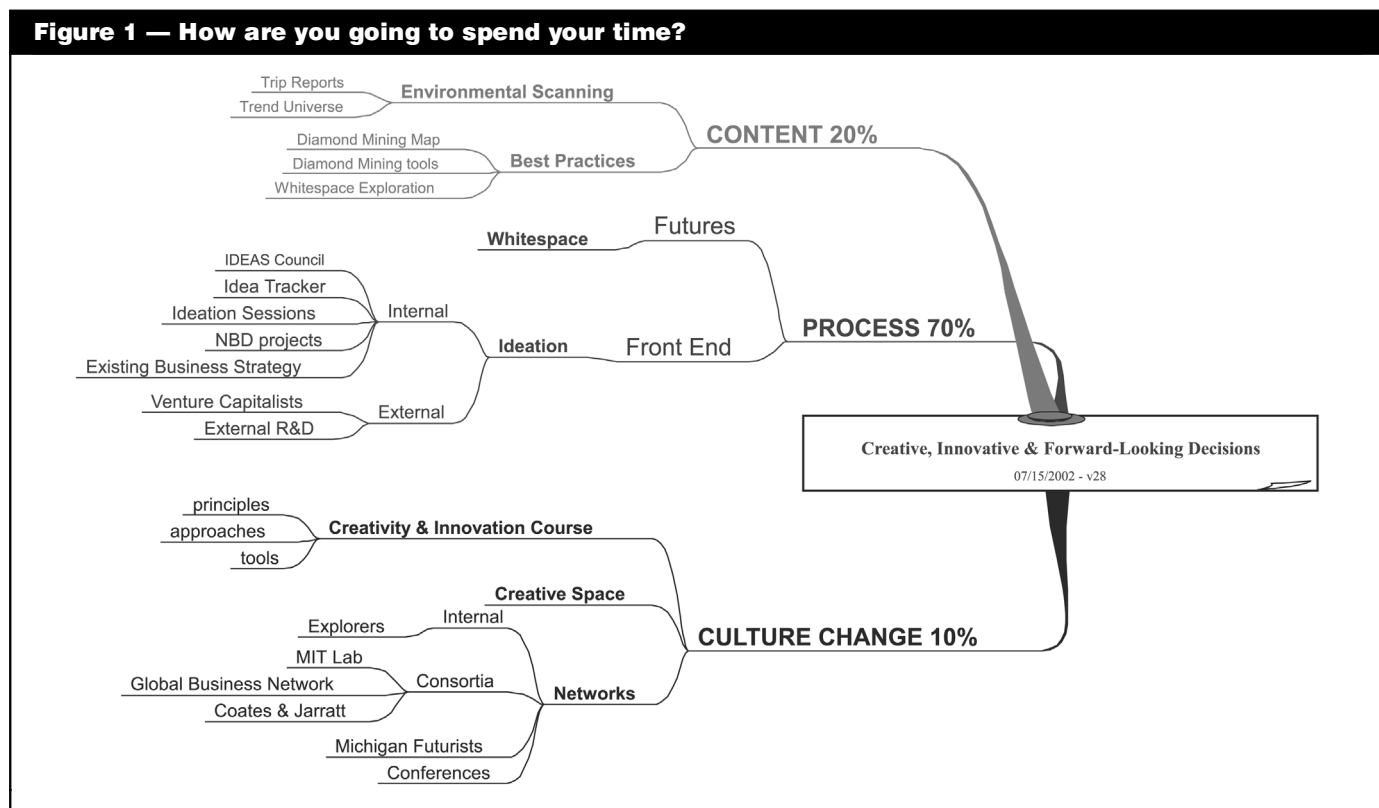 Figure 1 — How are you going to spend your time?
Trip Reports
Trend Universe
Environmental Scanning
Diamond Mining Map
Diamond Mining tools
Whitespace Exploration
Best Practices
CONTENT 20%
Whitespace
Futures
IDEAS Council
Idea Tracker
Ideation Sessions
NBD projects
Existing Business Strategy
Internal
Venture Capitalists
External R&D
External
Ideation
Front End
PROCESS 70%
Creative, Innovative & Forward-Looking Decisions
07/15/2002 - v28
principles
approaches
tools
Creativity & Innovation Course
Creative Space
Explorers
Internal
MIT Lab
Global Business Network
Coates & Jarratt
Consortia
Michigan Futurists
Conferences
Networks
CULTURE CHANGE 10%